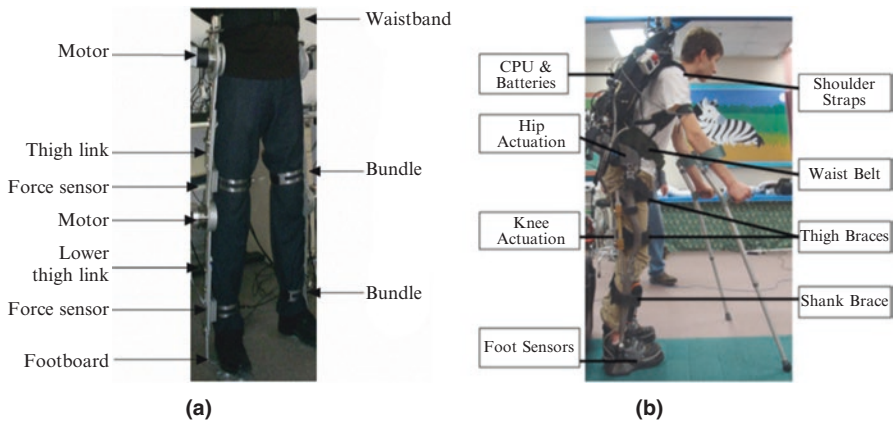 Waistband
Motor
Thigh link
Force sensor
Motor
Lower
thigh link
Force sensor
Footboard
Bundle
Bundle
(a)
CPU &
Batteries
Hip
Actuation
Knee
Actuation
Foot Sensors
Shoulder
Straps
Waist Belt
Thigh Braces
Shank Brace
(b)